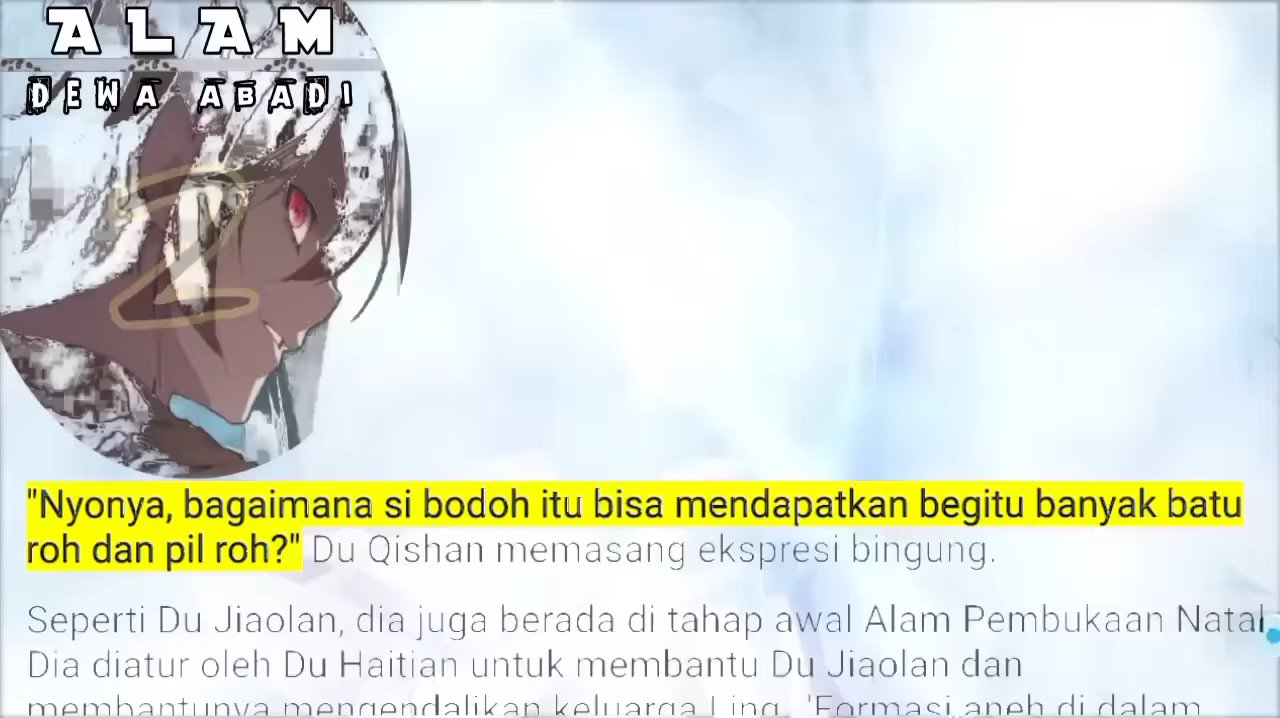 ALAM
DEWA ABADI
"Nyonya, bagaimana si bodoh itu bisa mendapatkan begitu banyak batu
roh dan pil roh?" Du Qishan memasang ekspresi bingung.
Seperti Du Jiaolan, dia juga berada di tahap awal Alam Pembukaan Natal.
Dia diatur oleh Du Haitian untuk membantu Du Jiaolan dan
membantunya mengendalikan keluarga Ling. 'Formasi aneh di dalam